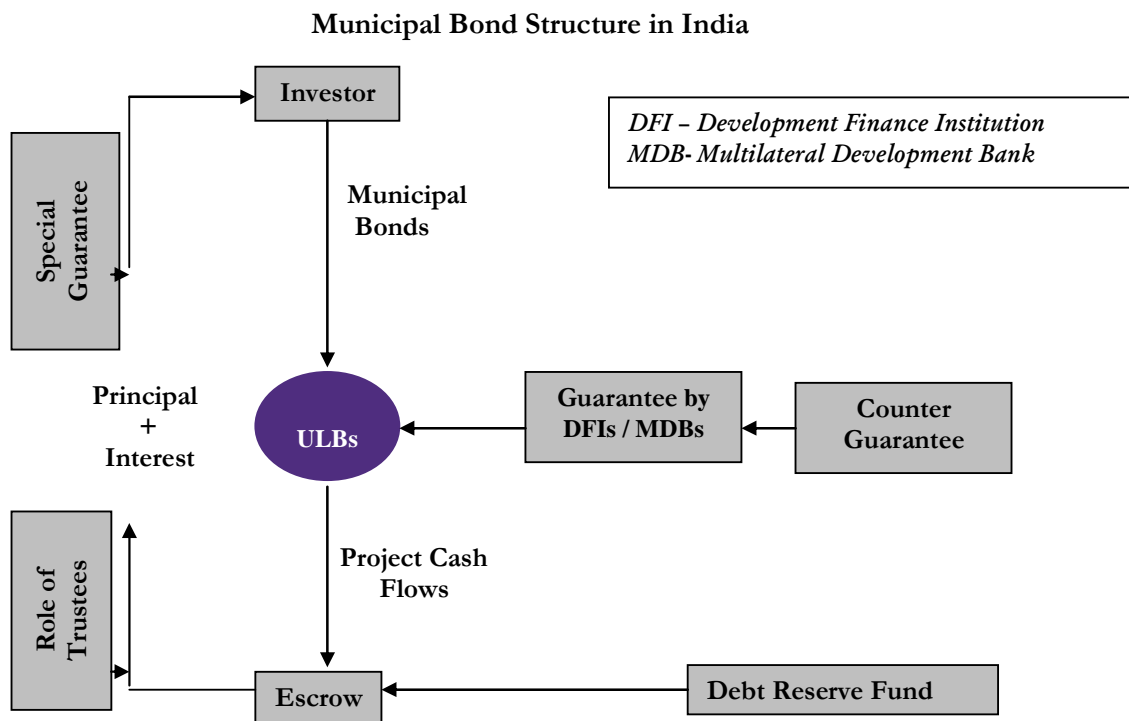 Municipal Bond Structure in India
Investor
DFI – Development Finance Institution
MDB- Multilateral Development Bank
Special
Guarantee
Municipal
Bonds
Principal
+
Interest
ULBs
Guarantee by
DFIs / MDBs
Counter
Guarantee
Role of
Trustees
Project Cash
Flows
Escrow
Debt Reserve Fund